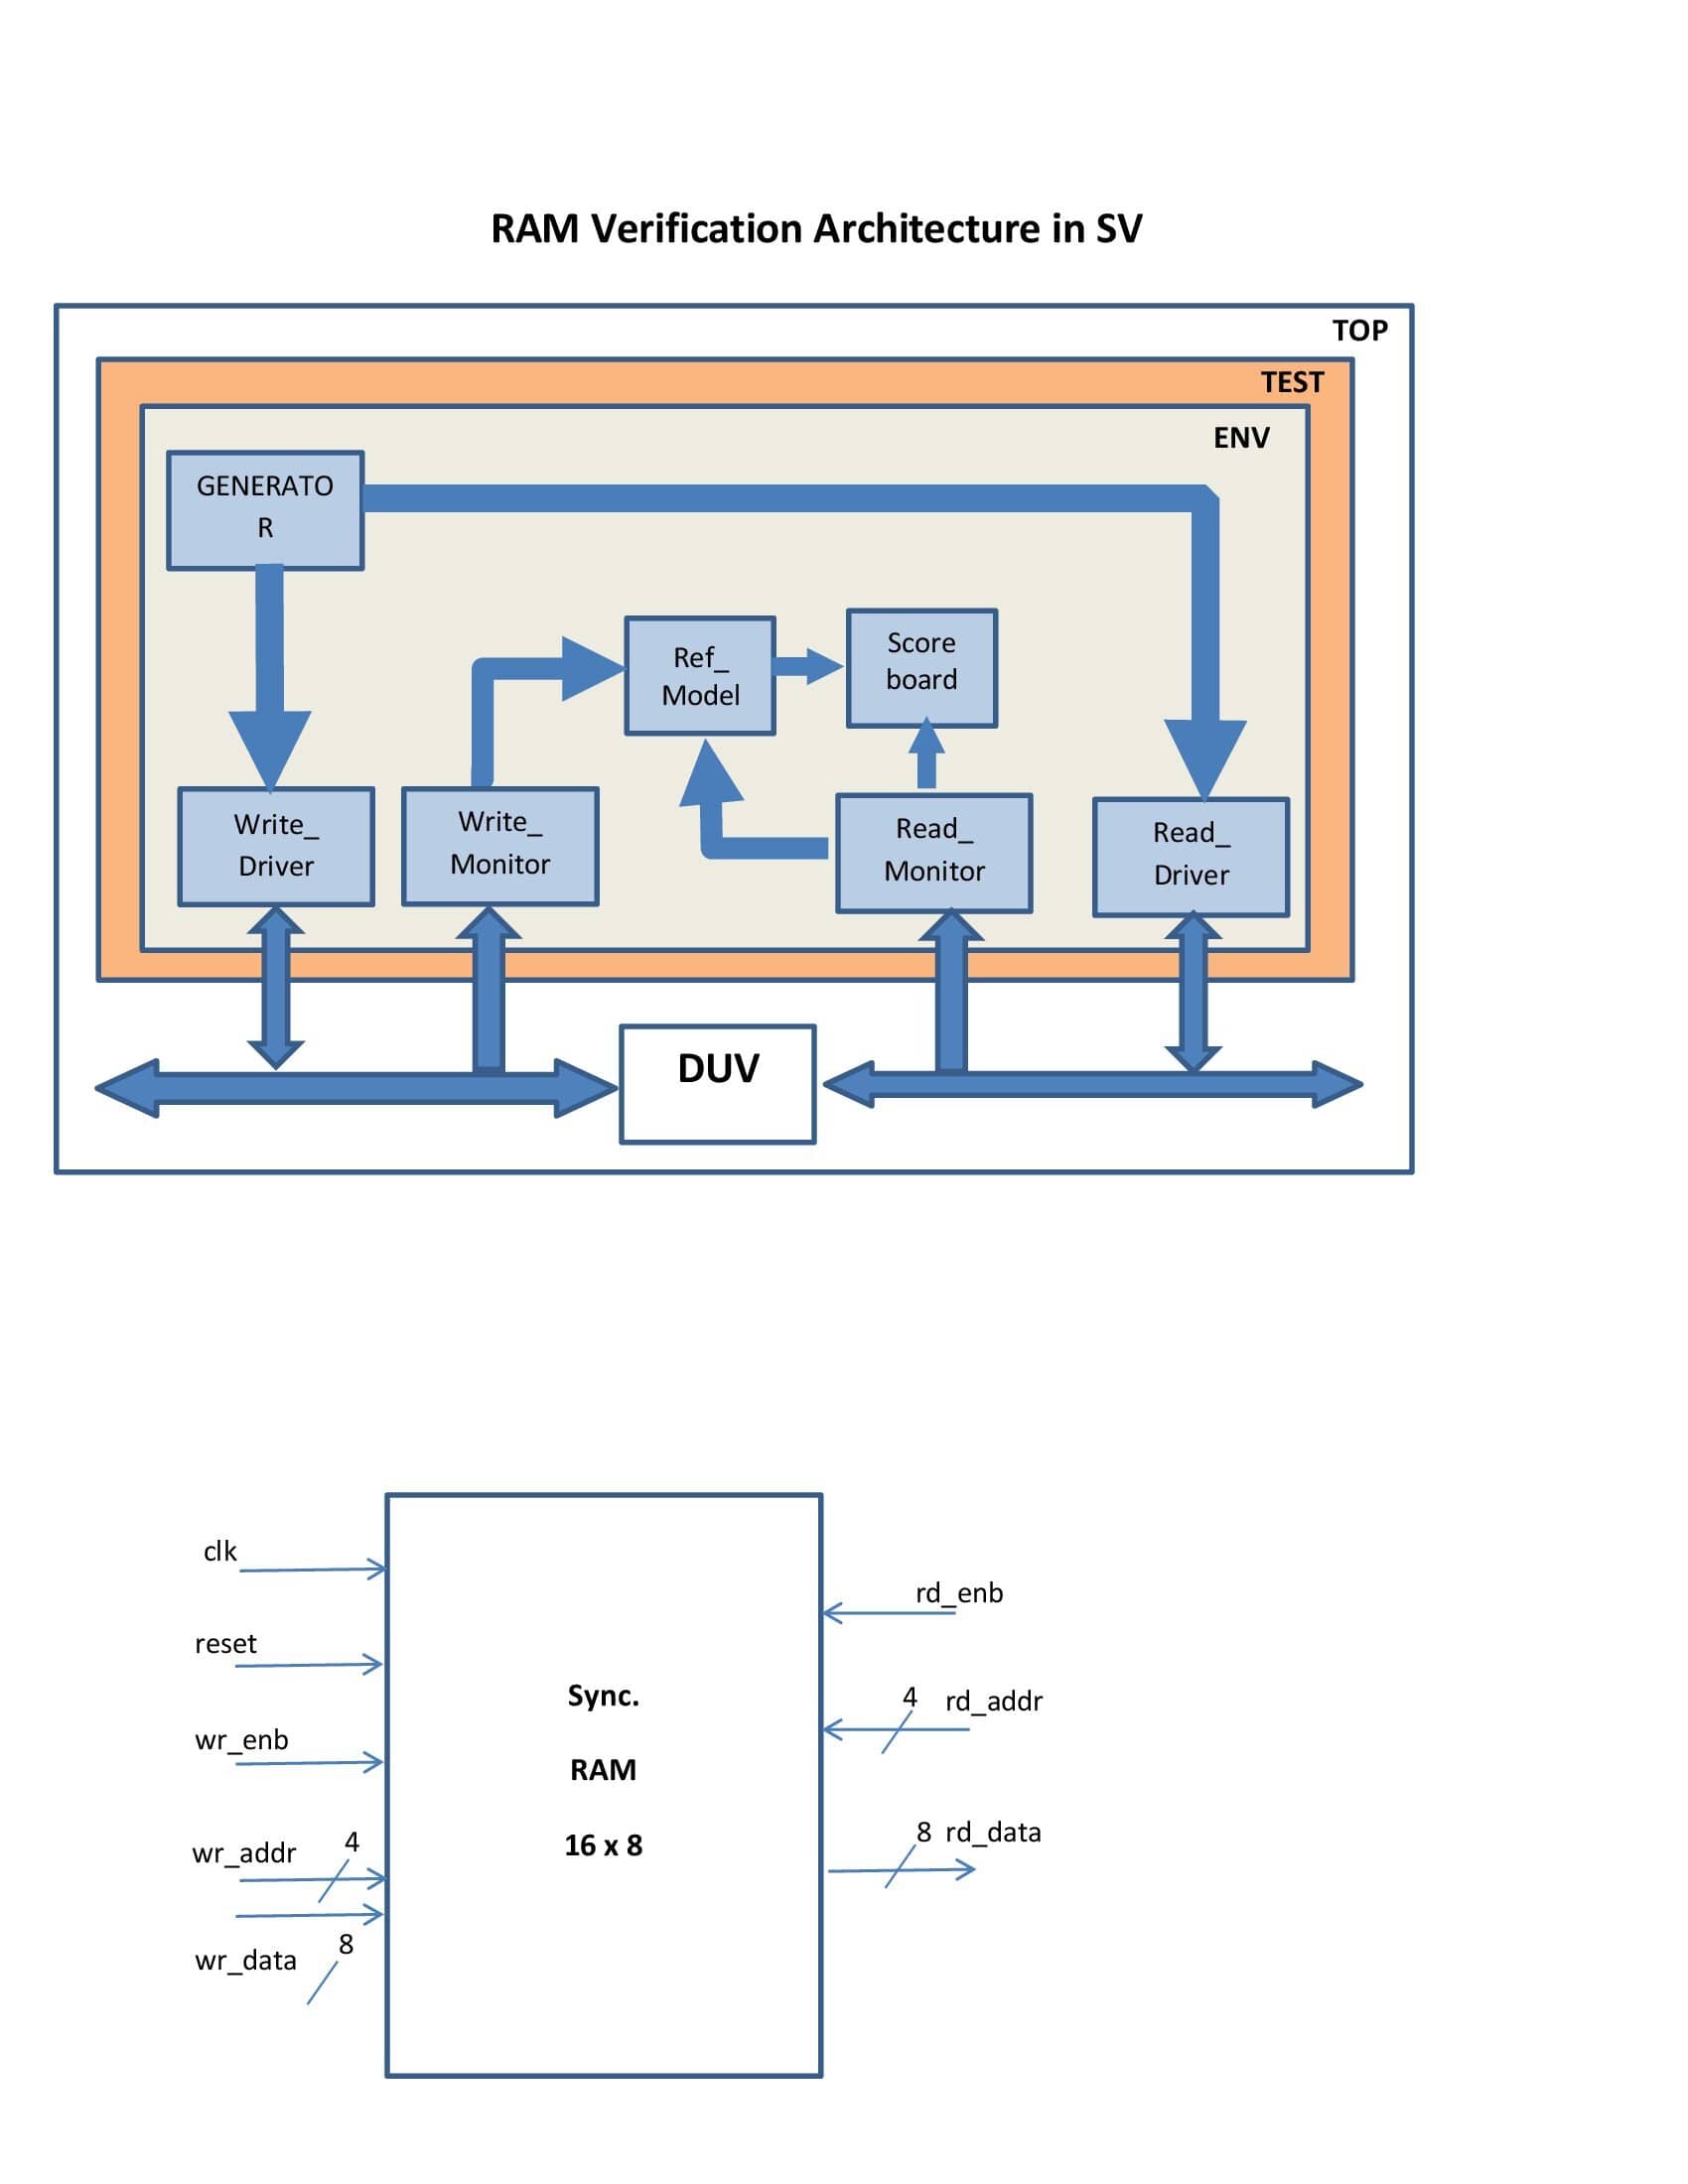 RAM Verification Architecture in SV
TOP
TEST
ENV
GENERATO
R
Ref_
Model
Score
board
Write_
Driver
Write_
Monitor
Read_
Monitor
Read_
Driver
DUV
clk
reset
wr_enb
wr_addr
4
wr_data
8
Sync.
RAM
16 x 8
rd_enb
4 rd_addr
8 rd_data